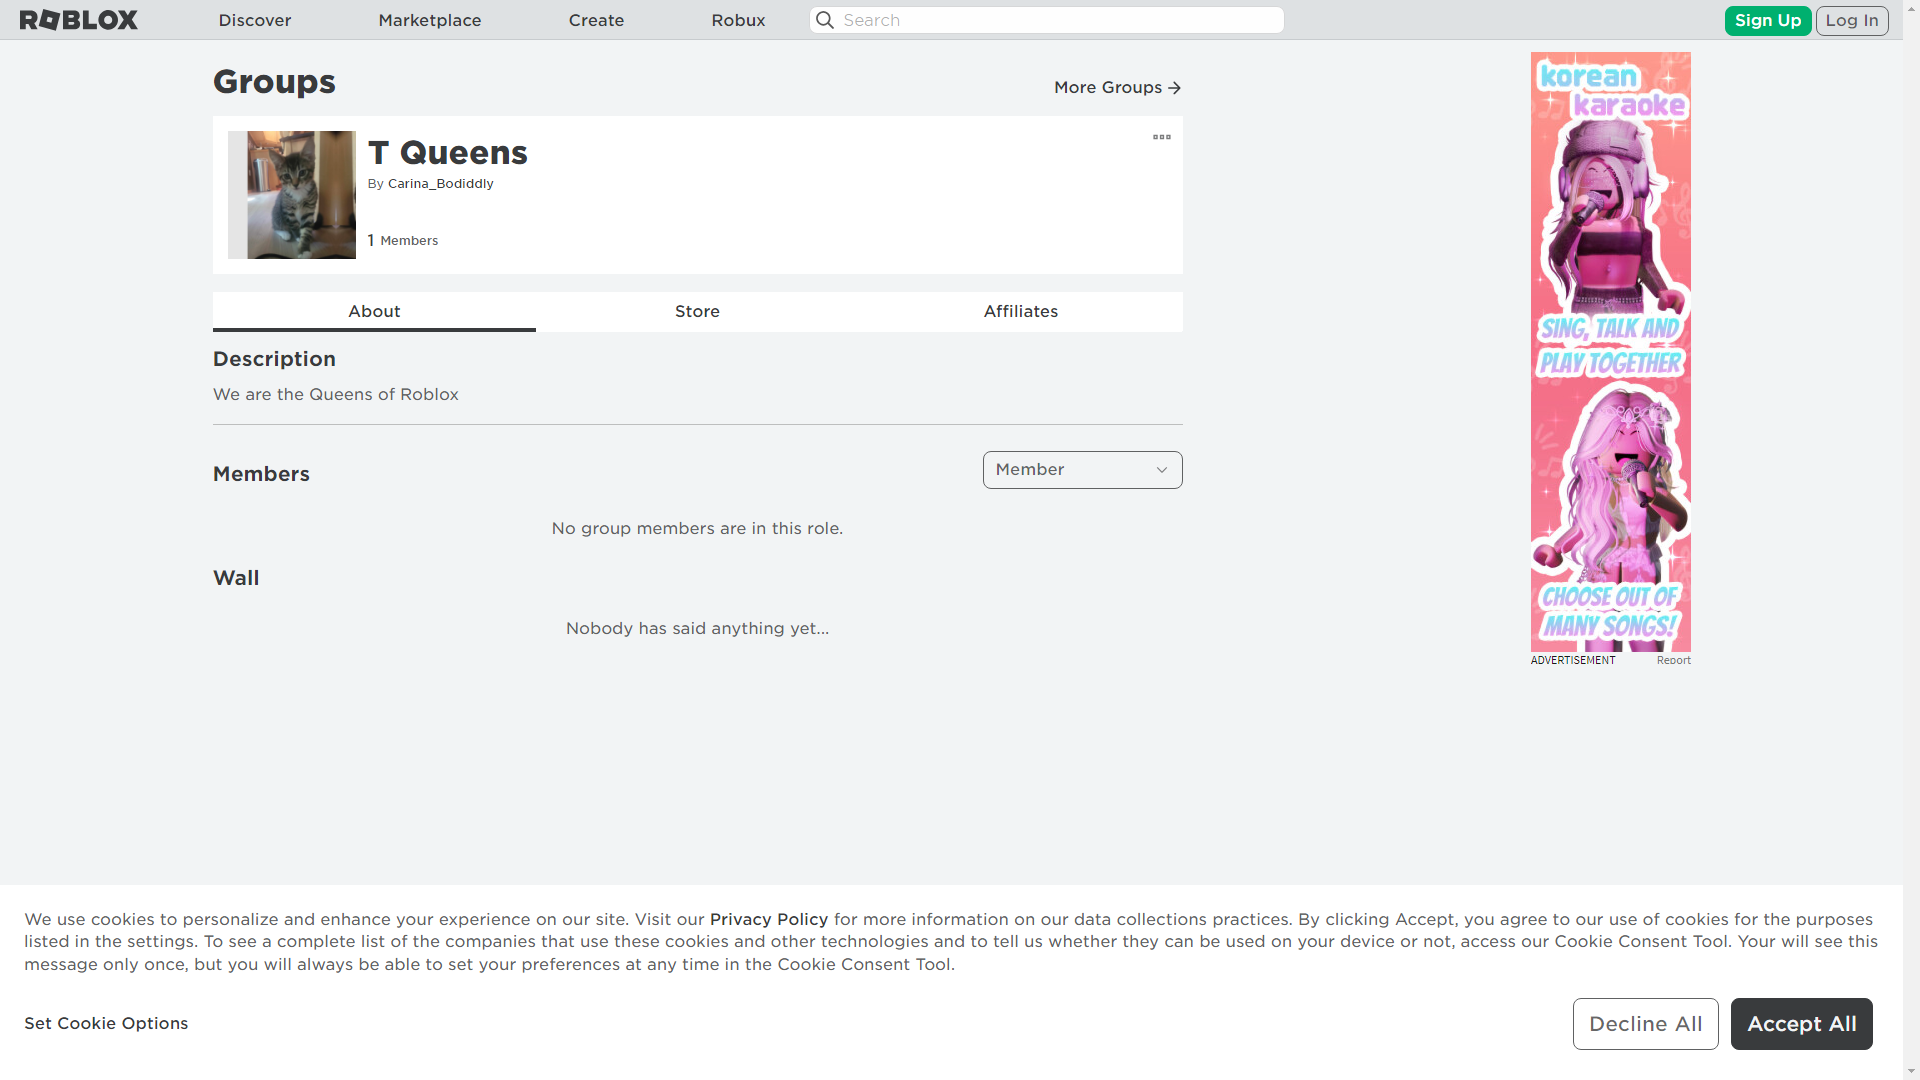 ROBLOX
Discover
Marketplace
Create
Robux
Search
Sign Up
Log In
Groups
More Groups
T Queens
By Carina_Bodiddly
1 Members
About
Store
Affiliates
Description
We are the Queens of Roblox
Members
Member
No group members are in this role.
Wall
Nobody has said anything yet...
korean
karaoke
SING, TALK AND
PLAY TOGETHER
CHOOSE OUT OF
MANY SONGS!
ADVERTISEMENT
Report
We use cookies to personalize and enhance your experience on our site. Visit our Privacy Policy for more information on our data collections practices. By clicking Accept, you agree to our use of cookies for the purposes
listed in the settings. To see a complete list of the companies that use these cookies and other technologies and to tell us whether they can be used on your device or not, access our Cookie Consent Tool. Your will see this
message only once, but you will always be able to set your preferences at any time in the Cookie Consent Tool.
Set Cookie Options
Decline All
Accept All